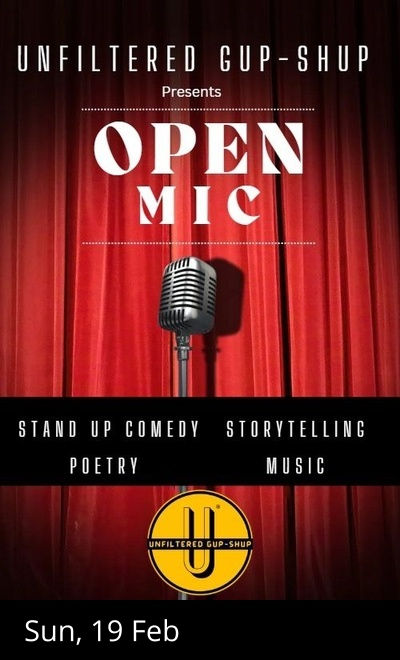 UNFILTERED GUP-SHUP
Presents
OPEN
MIC
STAND UP COMEDY STORYTELLING
POETRY MUSIC
U
UNFILTERED GUP-SHUP
Sun, 19 Feb